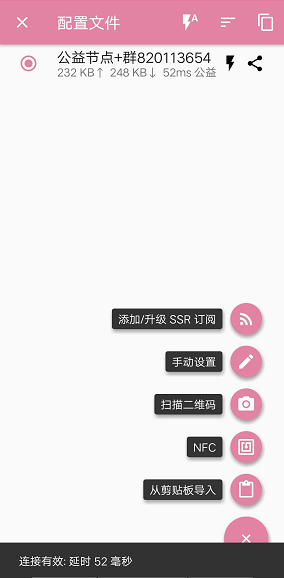 配置文件
公益节点+群820113654
232 KB↑ 248 KB↓ 52ms 公益
添加/升级 SSR 订阅
手动设置
扫描二维码
NFC
从剪贴板导入
连接有效: 延时 52 毫秒